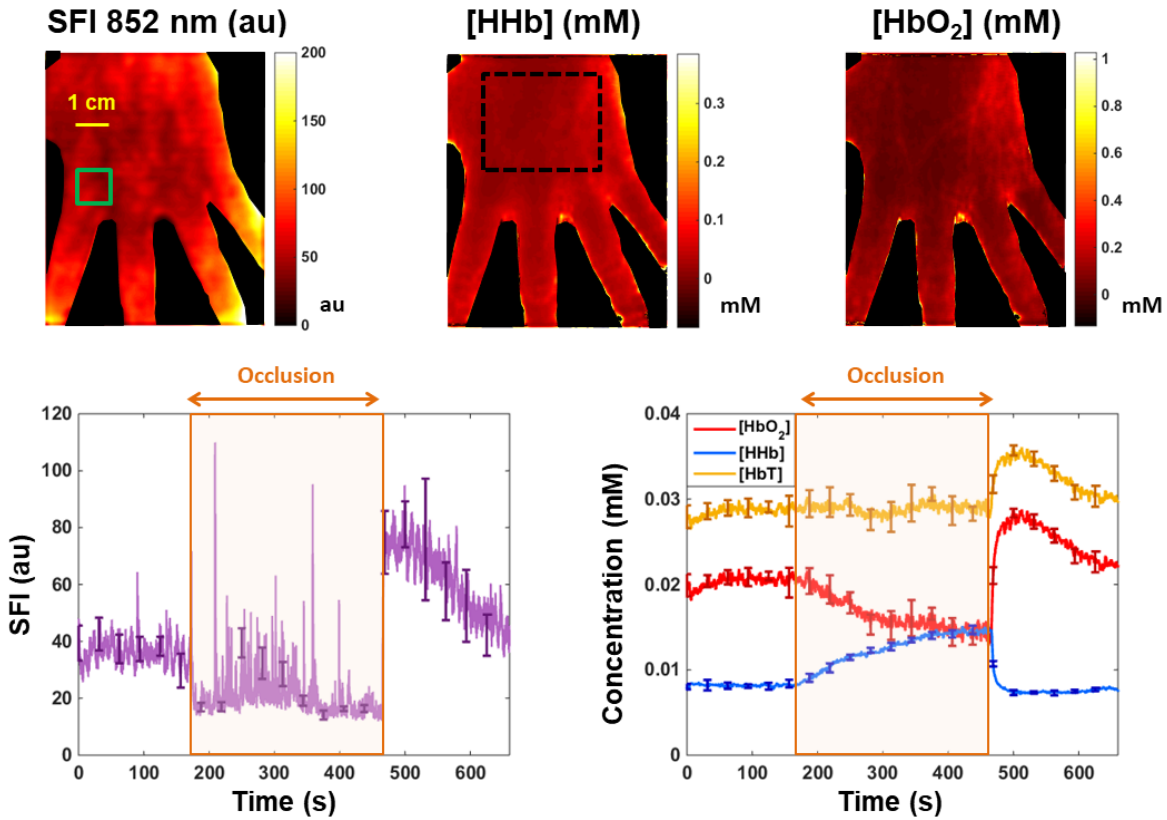 SFI 852 nm (au)
[HHb] (mM)
[HbO2] (mM)
1 cm
200
150
100
50
0
au
0.3
0.2
0.1
0
mM
1
0.8
0.6
0.4
0.2
0
mM
Occlusion
SFI (au)
120
100
80
60
40
20
0
0 100 200 300 400 500 600
Time (s)
Occlusion
Concentration (mM)
0.04
0.03
0.02
0.01
0
[HbO2]
[HHb]
[HbT]
0 100 200 300 400 500 600
Time (s)